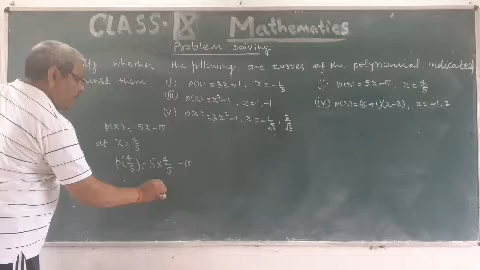 CLASS-IX Mathematics
Problem solving
whether the following are zeroes of the polynomial, indicated
them (i) p(x) = 3x+1, x = -1/3 (ii) p(x) = 5x-π, x = 4/5
(iii) p(x) = x²-1, x = 1, -1 (iv) p(x) = (x+1)(x-2), x = -1, 2
(v) p(x) = 3x²-1, x = -1/√3, 2/√3
p(x) = 5x-π
at x = 4/5
p(4/5) = 5×4/5 -π